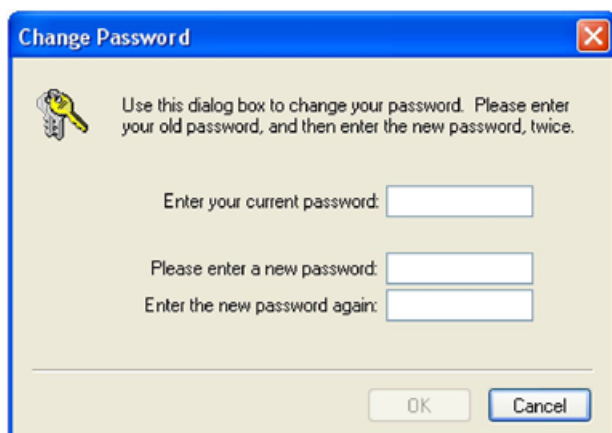 Change Password
Use this dialog box to change your password.  Please enter
your old password, and then enter the new password, twice.
Enter your current password:
Please enter a new password:
Enter the new password again:
OK
Cancel